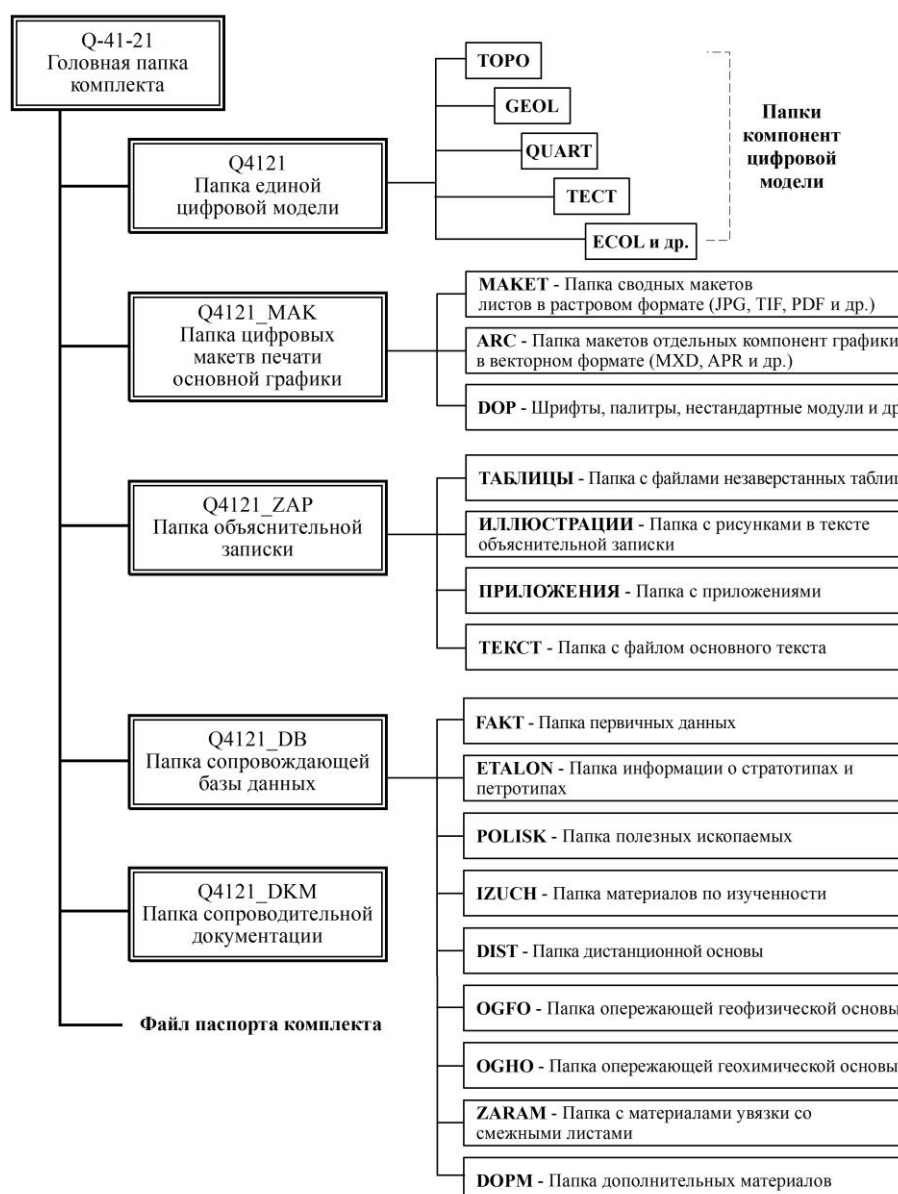 Q-41-21
Головная папка
комплекта
TOPO
GEOL
QUART
TECT
ECOL и др.
Папки
компонент
цифровой
модели
Q4121
Папка единой
цифровой модели
Q4121_MAK
Папка цифровых
макетв печати
основной графики
MAKET - Папка сводных макетов
листов в растровом формате (JPG, TIF, PDF и др.)
ARC - Папка макетов отдельных компонент графики
в векторном формате (MXD, APR и др.)
DOP - Шрифты, палитры, нестандартные модули и др
Q4121_ZAP
Папка объяснительной
записки
ТАБЛИЦЫ - Папка с файлами незаверстанных таблиц
ИЛЛЮСТРАЦИИ - Папка с рисунками в тексте
объяснительной записки
ПРИЛОЖЕНИЯ - Папка с приложениями
ТЕКСТ - Папка с файлом основного текста
Q4121_DB
Папка сопровождающей
базы данных
FAKT - Папка первичных данных
ETALON - Папка информации о стратотипах и
петротипах
POLISK - Папка полезных ископаемых
IZUCH - Папка материалов по изученности
DIST - Папка дистанционной основы
OGFO - Папка опережающей геофизической основы
OGHO - Папка опережающей геохимической основы
ZARAM - Папка с материалами увязки со
смежными листами
DOPM - Папка дополнительных материалов
Q4121_DKM
Папка сопроводительной
документации
Файл паспорта комплекта